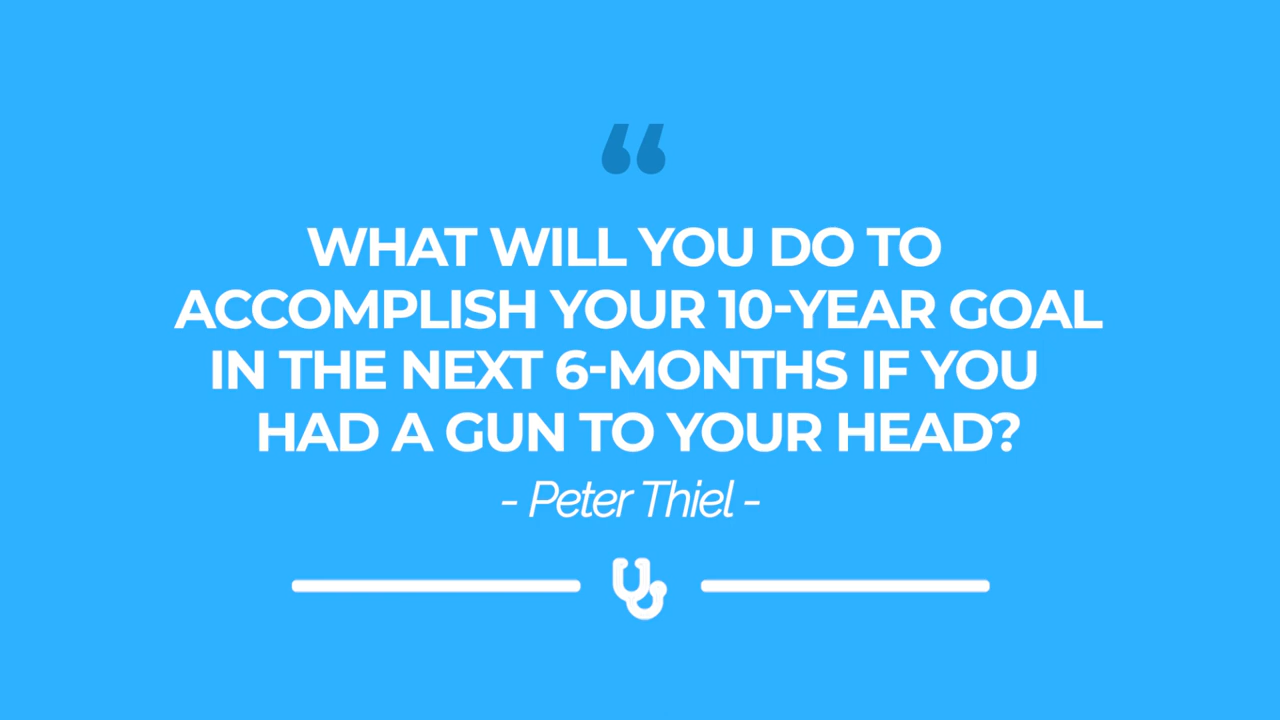 “
WHAT WILL YOU DO TO
ACCOMPLISH YOUR 10-YEAR GOAL
IN THE NEXT 6-MONTHS IF YOU
HAD A GUN TO YOUR HEAD?
- Peter Thiel -